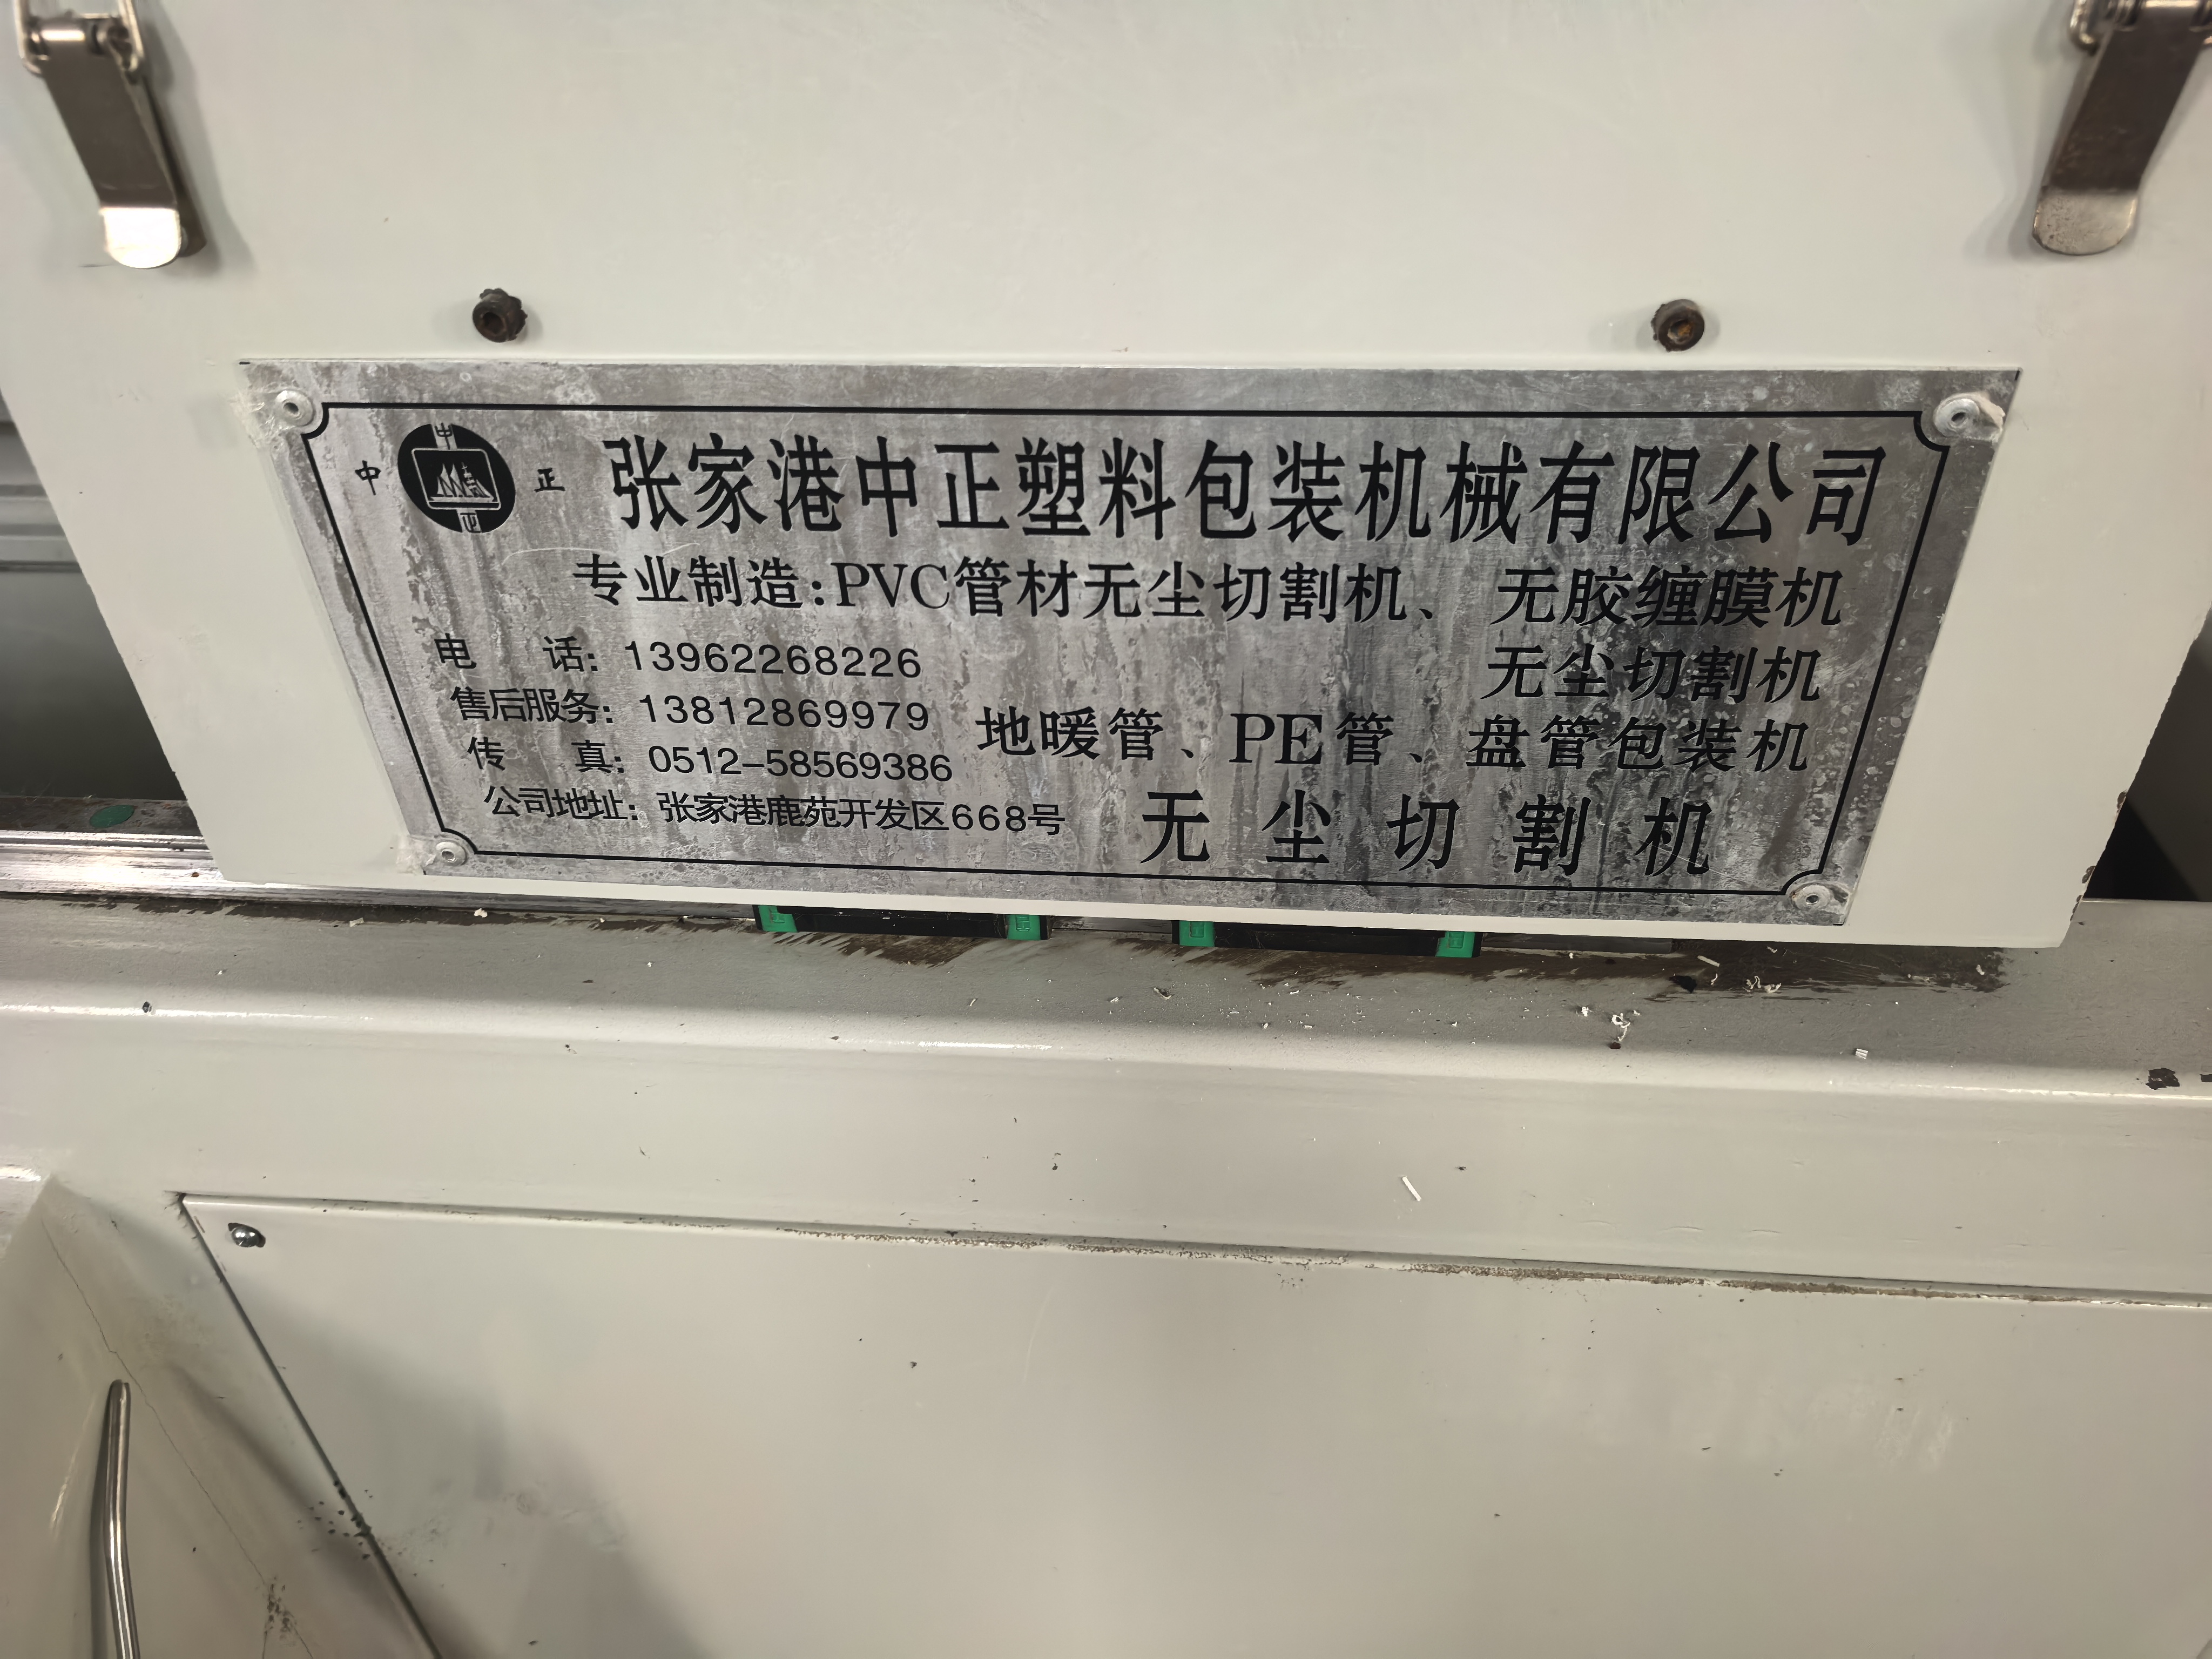 中 中 正 正 张家港中正塑料包装机械有限公司
专业制造:PVC管材无尘切割机、 无胶缠膜机
无尘切割机
电 话: 13962268226
售后服务: 13812869979
地暖管、PE管、盘管包装机
传 真: 0512-58569386
公司地址: 张家港鹿苑开发区668号
无尘切割机